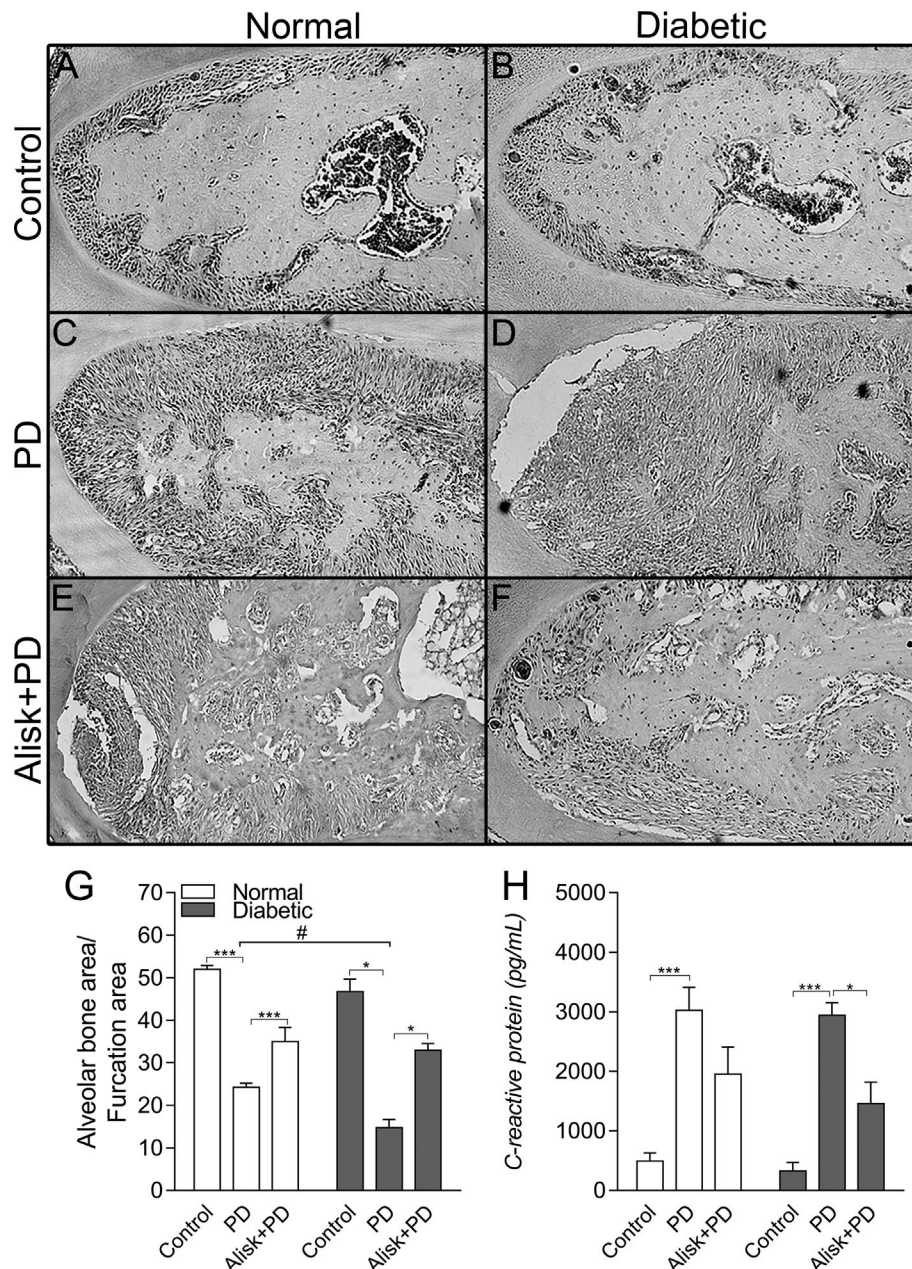 Normal
Diabetic
Control
A
B
PD
C
D
Alisk+PD
E
F
G
Normal
Diabetic
Alveolar bone area/
Furcation area
70
60
50
40
30
20
10
0
***
***
#
*
*
Control
PD
Alisk+PD
Control
PD
Alisk+PD
H
C-reactive protein (pg/mL)
5000
4000
3000
2000
1000
0
***
***
*
Control
PD
Alisk+PD
Control
PD
Alisk+PD